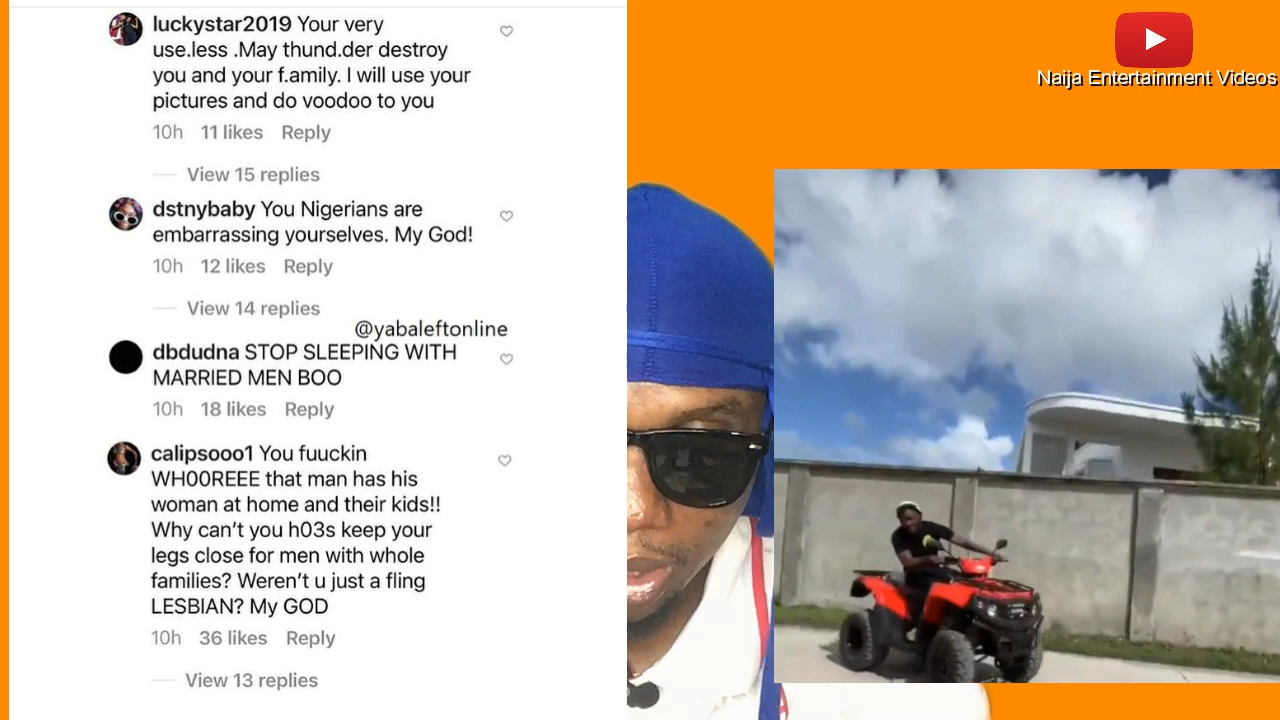 luckystar2019 Your very
use.less .May thund.der destroy
you and your f.amily. I will use your
pictures and do voodoo to you
10h 11 likes Reply
View 15 replies
dstnybaby You Nigerians are
embarrassing yourselves. My God!
10h 12 likes Reply
View 14 replies
@yabaleftonline
dbdudna STOP SLEEPING WITH
MARRIED MEN BOO
10h 18 likes Reply
calipsooo1 You fuuckin
WH00REEE that man has his
woman at home and their kids!!
Why can't you h03s keep your
legs close for men with whole
families? Weren't u just a fling
LESBIAN? My GOD
10h 36 likes Reply
View 13 replies
Naija Entertainment Videos